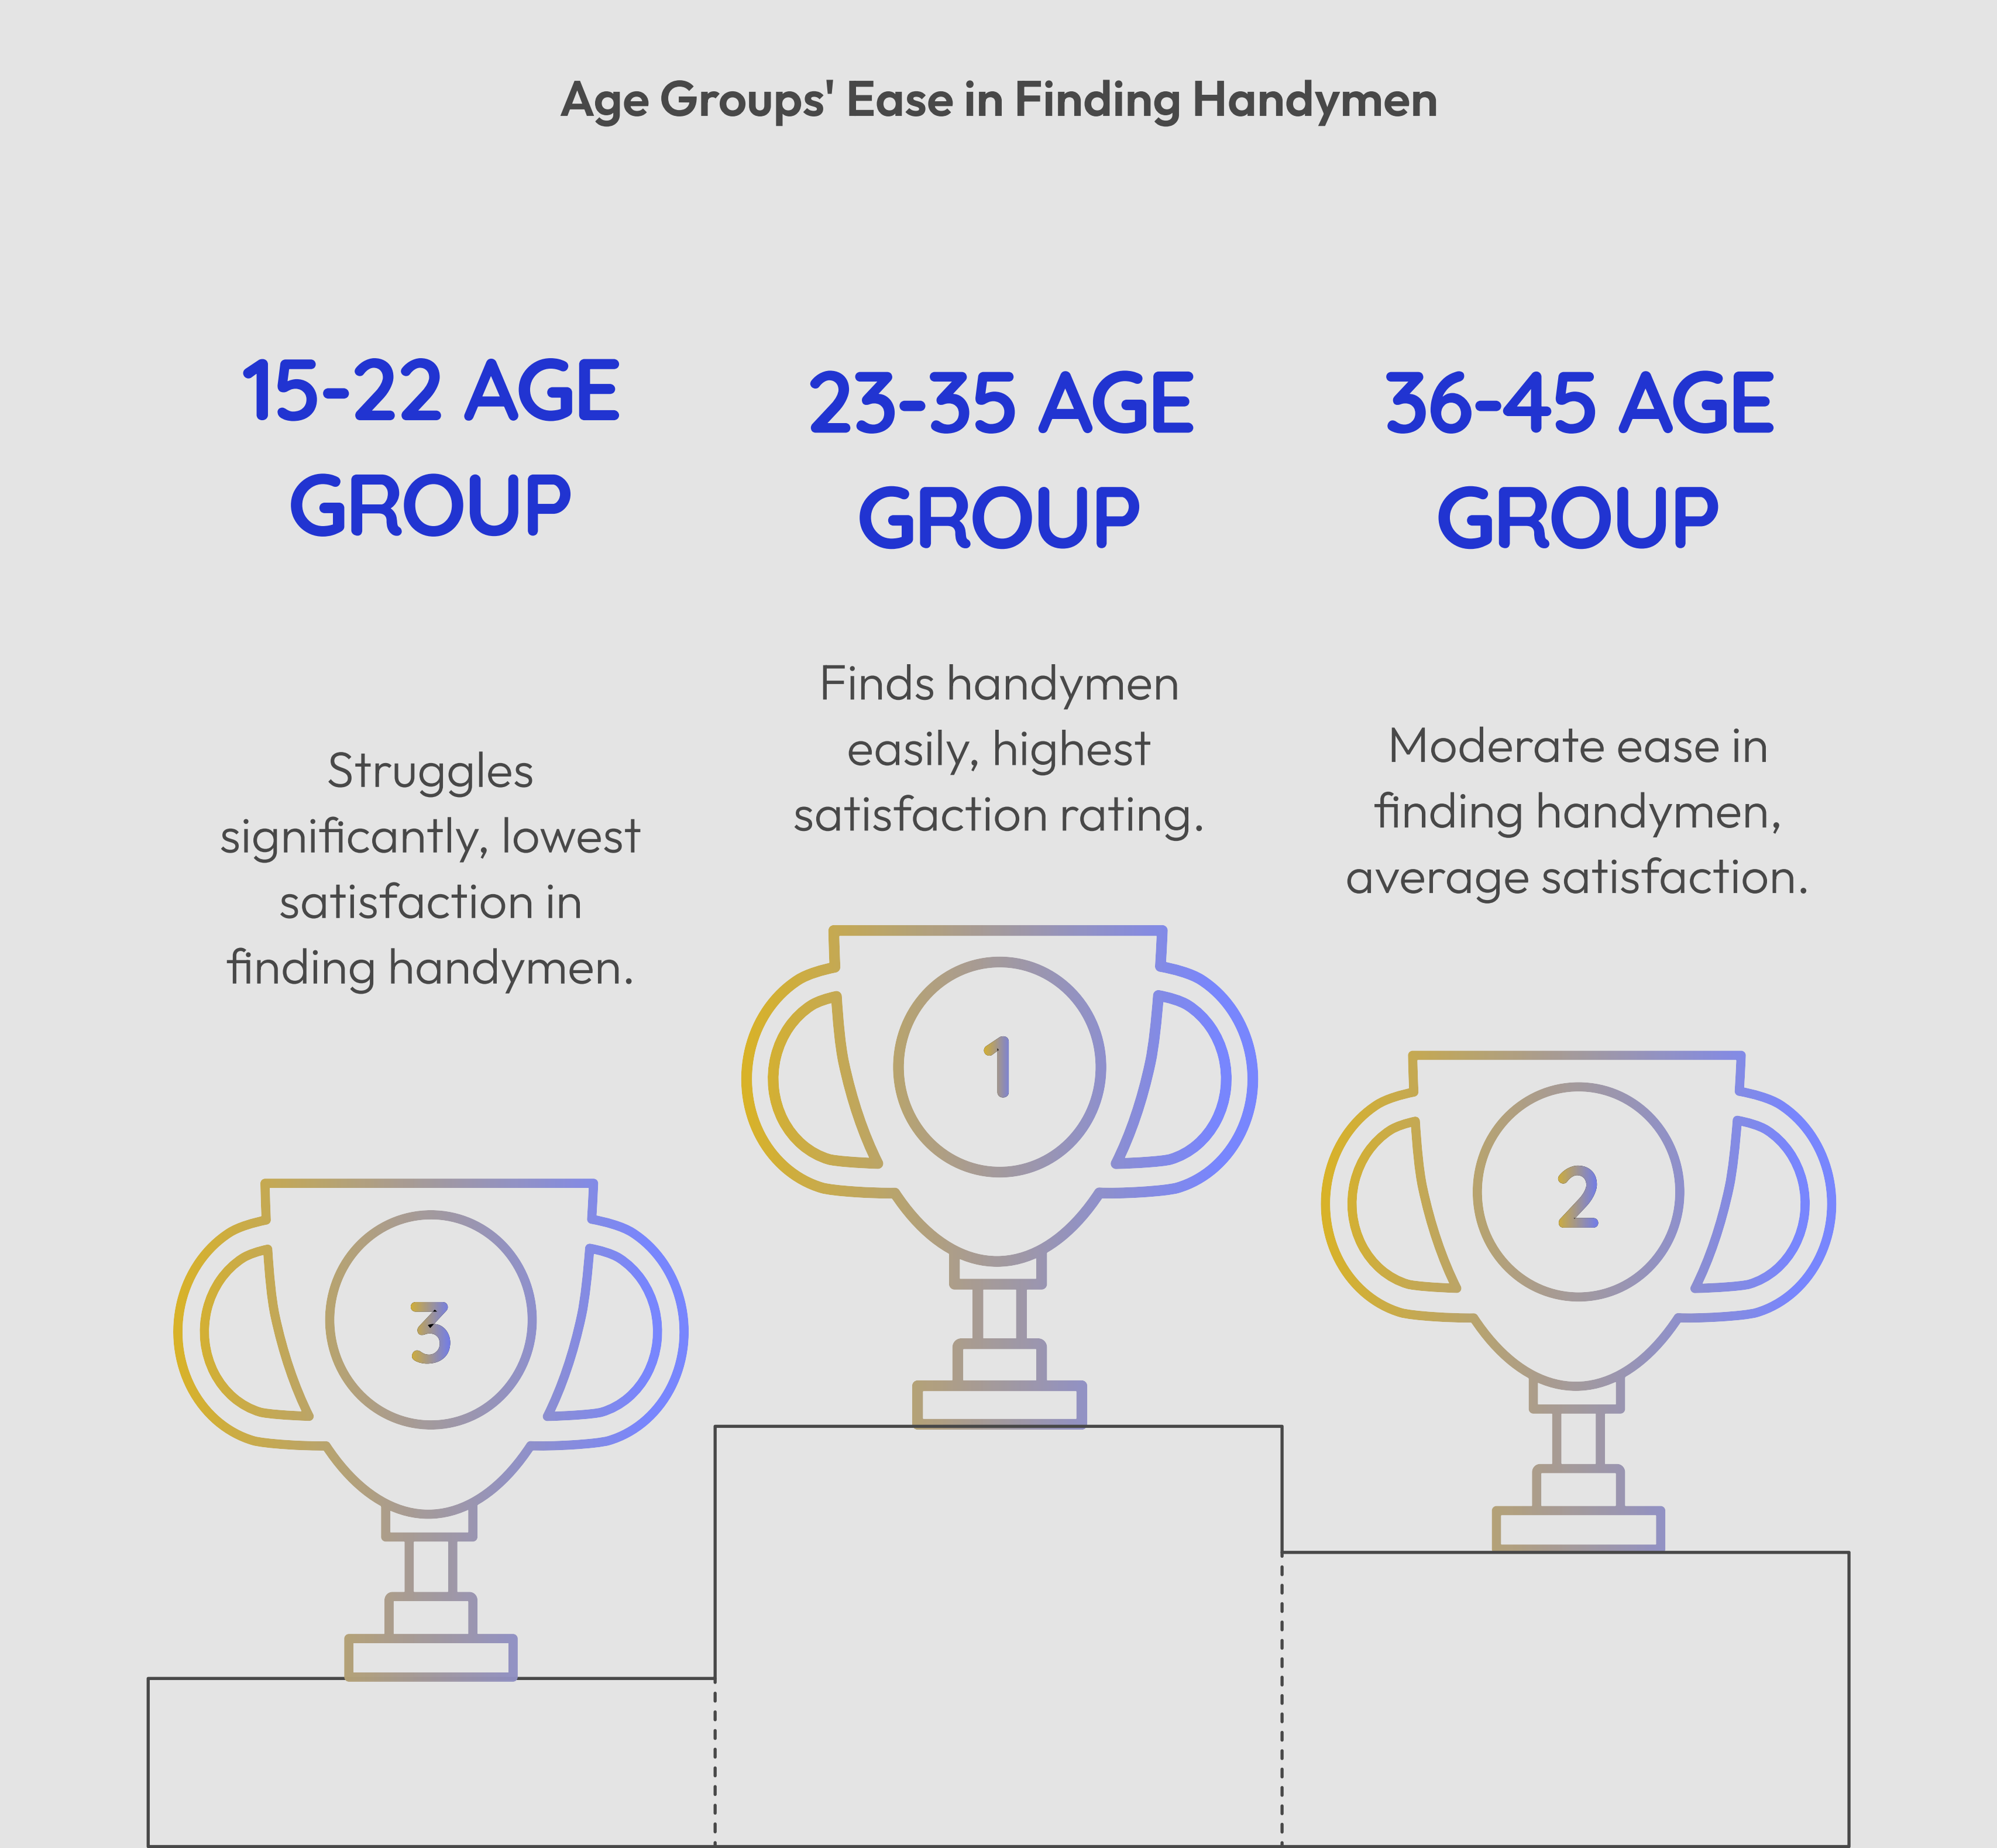 Age Groups' Ease in Finding Handymen
15-22 AGE
GROUP
Struggles
significantly, lowest
satisfaction in
finding handymen.
3
23-35 AGE
GROUP
Finds handymen
easily, highest
satisfaction rating.
1
36-45 AGE
GROUP
Moderate ease in
finding handymen,
average satisfaction.
2